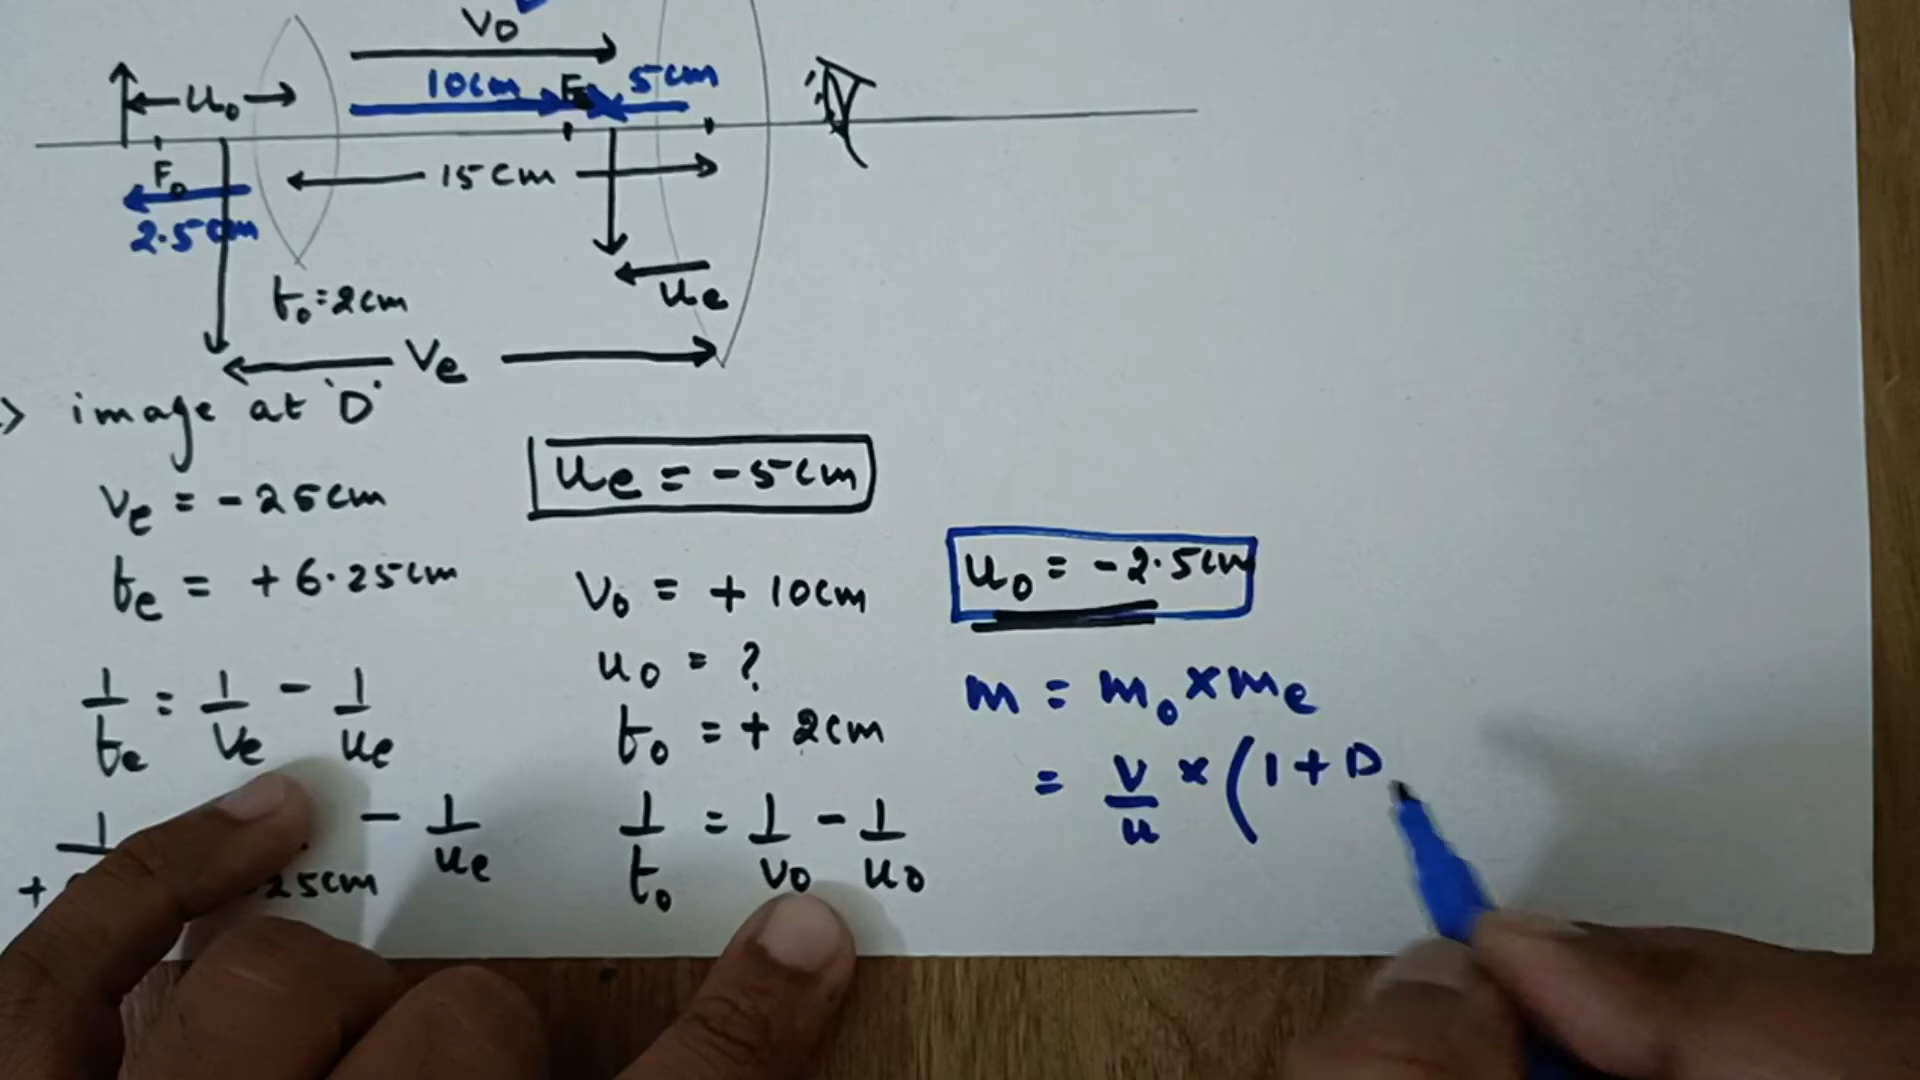 V0
10cm E 5cm
u0
15cm
F0
2.5cm
f0=2cm
ue
Ve
> image at 'D'
Ve = -25cm
fe = +6.25cm
1/fe = 1/Ve - 1/ue
1
+ 25cm - 1/ue
ue = -5cm
V0 = +10cm
u0 = ?
f0 = +2cm
1/f0 = 1/V0 - 1/u0
u0 = -2.5cm
m = m0 × me
= V/u × (1+D